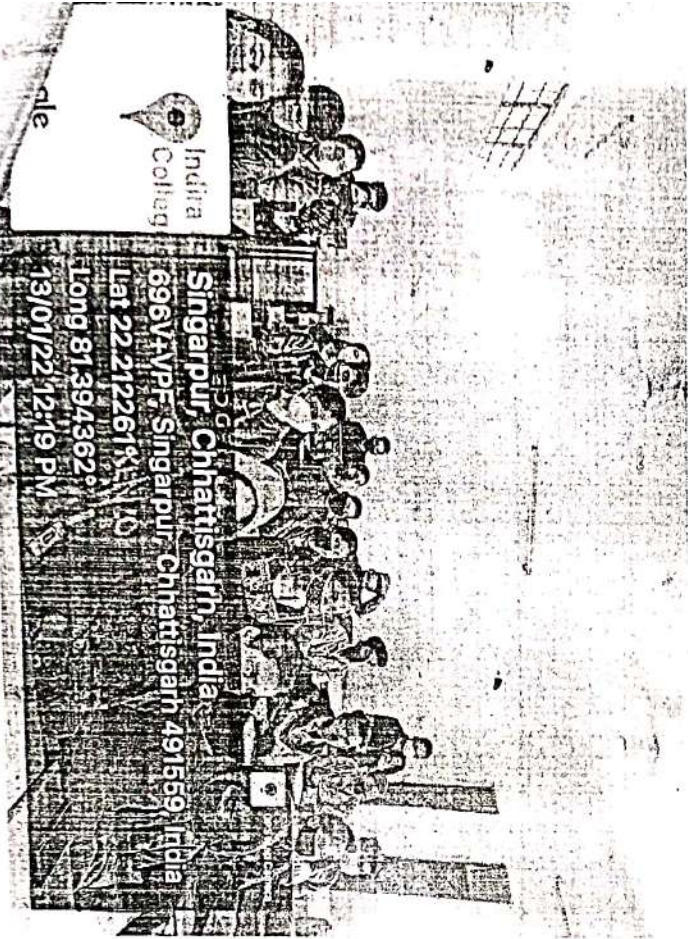 Indira
Colleg
gle
Singarpur, Chhattisgarh, India
696V+VPF, Singarpur, Chhattisgarh 491559, India
Lat 22.212261°
Long 81.394362°
13/01/22 12:19 PM